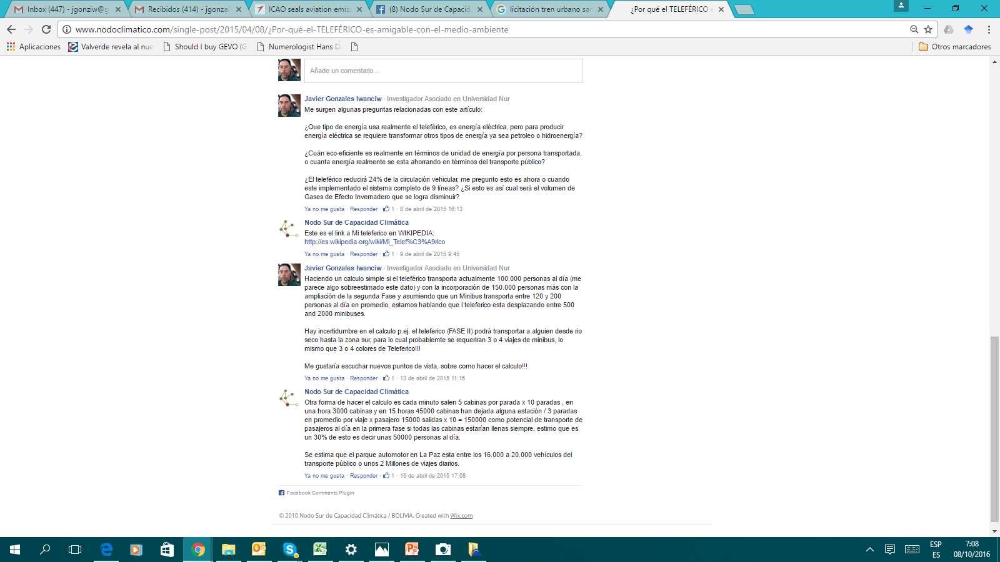 Inbox (447) - jgonziw@g
Recibidos (414) - jgonzal
ICAO seals aviation emis
(8) Nodo Sur de Capacid
licitación tren urbano sa
¿Por qué el TELEFÉRICO e
www.nodoclimatico.com/single-post/2015/04/08/¿Por-qué-el-TELEFÉRICO-es-amigable-con-el-medio-ambiente
Aplicaciones
Valverde revela al nue
Should I buy GEVO (G
Numerologist Hans D
Otros marcadores
Añade un comentario...
Javier Gonzales Iwanciw · Investigador Asociado en Universidad Nur
Me surgen algunas preguntas relacionadas con este artículo:
¿Que tipo de energía usa realmente el teleférico, es energía eléctrica, pero para producir
energía eléctrica se requiere transformar otros tipos de energía ya sea petroleo o hidroenergía?
¿Cuán eco-eficiente es realmente en términos de unidad de energía por persona transportada,
o cuanta energía realmente se esta ahorrando en términos del transporte público?
¿El teleférico reducirá 24% de la circulación vehicular, me pregunto esto es ahora o cuando
este implementado el sistema completo de 9 líneas? ¿Si esto es así cual será el volumen de
Gases de Efecto Invernadero que se logra disminuir?
Ya no me gusta · Responder · 1 · 8 de abril de 2015 16:13
Nodo Sur de Capacidad Climática
Este es el link a Mi teleferico en WIKIPEDIA:
http://es.wikipedia.org/wiki/Mi_Telef%C3%A9rico
Ya no me gusta · Responder · 1 · 9 de abril de 2015 9:45
Javier Gonzales Iwanciw · Investigador Asociado en Universidad Nur
Haciendo un calculo simple si el teleférico transporta actualmente 100.000 personas al día (me
parece algo sobreestimado este dato) y con la incorporación de 150.000 personas más con la
ampliación de la segunda Fase y asumiendo que un Minibus transporta entre 120 y 200
personas al día en promedio, estamos hablando que l teleferico esta desplazando entre 500
and 2000 minibuses.
Hay incertidumbre en el calculo p.ej. el teleferico (FASE II) podrá transportar a alguien desde rio
seco hasta la zona sur, para lo cual probablemte se requeriran 3 o 4 viajes de minibus, lo
mismo que 3 o 4 colores de Teleferico!!!
Me gustaría escuchar nuevos puntos de vista, sobre como hacer el calculo!!!
Ya no me gusta · Responder · 1 · 13 de abril de 2015 11:16
Nodo Sur de Capacidad Climática
Otra forma de hacer el calculo es cada minuto salen 5 cabinas por parada x 10 paradas , en
una hora 3000 cabinas y en 15 horas 45000 cabinas han dejada alguna estación / 3 paradas
en promedio por viaje x pasajero 15000 salidas x 10 = 150000 como potencial de transporte de
pasajeros al día en la primera fase si todas las cabinas estarían llenas siempre, estimo que es
un 30% de esto es decir unas 50000 personas al día.
Se estima que el parque automotor en La Paz esta entre los 16.000 a 20.000 vehículos del
transporte público o unos 2 Millones de viajes diarios.
Ya no me gusta · Responder · 1 · 15 de abril de 2015 17:08
Facebook Comments Plugin
© 2010 Nodo Sur de Capacidad Climática / BOLIVIA. Created with Wix.com
ESP
ES
7:08
08/10/2016